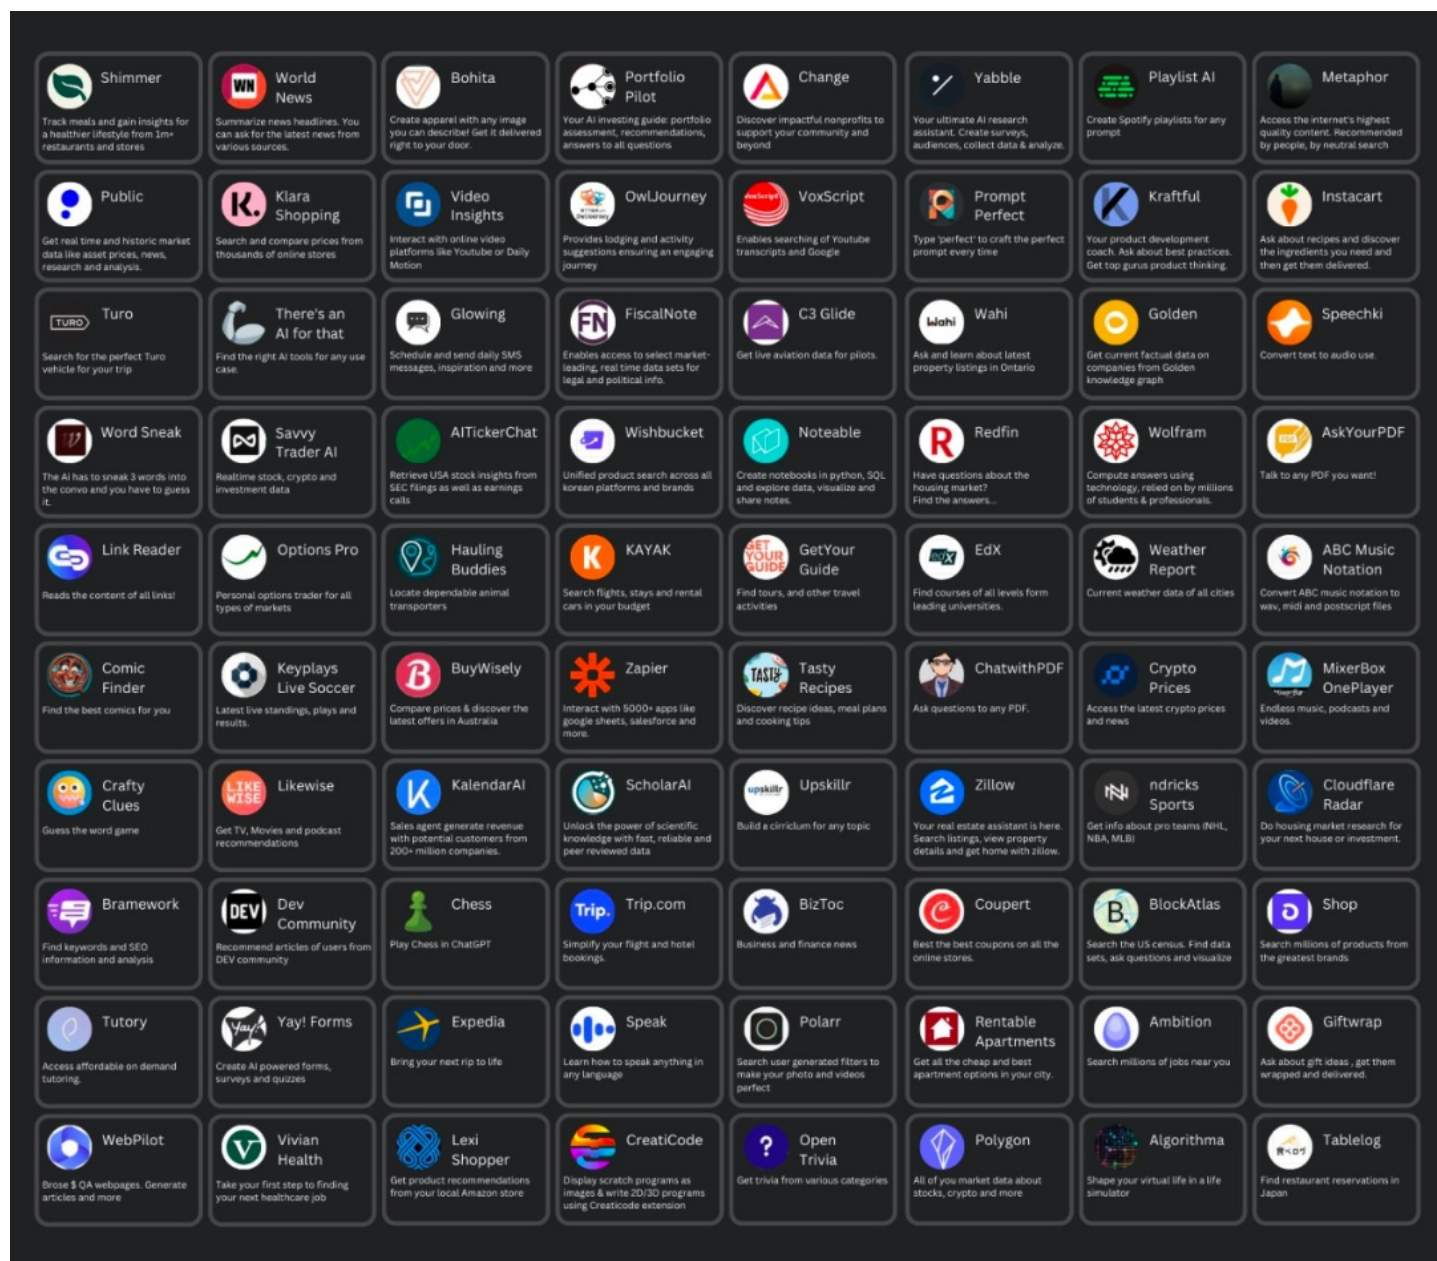 Shimmer
Track meals and gain insights for
a healthier lifestyle from 1m+
restaurants and stores
WN
World
News
Summarize news headlines. You
can ask for the latest news from
various sources.
Bohita
Create apparel with any image
you can describe! Get it delivered
right to your door.
Portfolio
Pilot
Your AI investing guide: portfolio
assessment, recommendations,
answers to all questions
Change
Discover impactful nonprofits to
support your community and
beyond
Yabble
Your ultimate AI research
assistant. Create surveys,
audiences, collect data & analyze.
Playlist AI
Create Spotify playlists for any
prompt
Metaphor
Access the internet's highest
quality content. Recommended
by people, by neutral search
Public
Get real time and historic market
data like asset prices, news,
research and analysis.
K.
Klara
Shopping
Search and compare prices from
thousands of online stores
Video
Insights
Interact with online video
platforms like Youtube or Daily
Motion
OwlJourney
Provides lodging and activity
suggestions ensuring an engaging
journey
VoxScript
VoxScript
Enables searching of Youtube
transcripts and Google
Prompt
Perfect
Type 'perfect' to craft the perfect
prompt every time
Kraftful
Your product development
coach. Ask about best practices.
Get top gurus product thinking.
Instacart
Ask about recipes and discover
the ingredients you need and
then get them delivered.
TURO
Turo
Search for the perfect Turo
vehicle for your trip
There's an
AI for that
Find the right AI tools for any use
case.
Glowing
Schedule and send daily SMS
messages, inspiration and more
FN
FiscalNote
Enables access to select market-
leading, real time data sets for
legal and political info.
C3 Glide
Get live aviation data for pilots.
Wahi
Wahi
Ask and learn about latest
property listings in Ontario
Golden
Get current factual data on
companies from Golden
knowledge graph
Speechki
Convert text to audio use.
W
Word Sneak
The AI has to sneak 3 words into
the convo and you have to guess
it.
Savvy
Trader AI
Realtime stock, crypto and
investment data
AITickerChat
Retrieve USA stock insights from
SEC filings as well as earnings
calls
Wishbucket
Unified product search across all
korean platforms and brands
Noteable
Create notebooks in python, SQL
and explore data, visualize and
share notes.
R
Redfin
Have questions about the
housing market?
Find the answers...
Wolfram
Compute answers using
technology, relied on by millions
of students & professionals.
PDF
AskYourPDF
Talk to any PDF you want!
Link Reader
Reads the content of all links!
Options Pro
Personal options trader for all
types of markets
Hauling
Buddies
Locate dependable animal
transporters
K
KAYAK
Search flights, stays and rental
cars in your budget
GET
YOUR
GUIDE
GetYour
Guide
Find tours, and other travel
activities
edX
EdX
Find courses of all levels form
leading universities.
Weather
Report
Current weather data of all cities
ABC Music
Notation
Convert ABC music notation to
wav, midi and postscript files
Comic
Finder
Find the best comics for you
Keyplays
Live Soccer
Latest live standings, plays and
results.
B
BuyWisely
Compare prices & discover the
latest offers in Australia
Zapier
Interact with 5000+ apps like
google sheets, salesforce and
more.
TASTY
Tasty
Recipes
Discover recipe ideas, meal plans
and cooking tips
ChatwithPDF
Ask questions to any PDF.
Crypto
Prices
Access the latest crypto prices
and news
MixerBox
MixerBox
OnePlayer
Endless music, podcasts and
videos.
Crafty
Clues
Guess the word game
LIKE
WISE
Likewise
Get TV, Movies and podcast
recommendations
K
KalendarAI
Sales agent generate revenue
with potential customers from
200+ million companies.
ScholarAI
Unlock the power of scientific
knowledge with fast, reliable and
peer reviewed data
upskillr
Upskillr
Build a cirriclum for any topic
Zillow
Your real estate assistant is here.
Search listings, view property
details and get home with zillow.
ndricks
Sports
Get info about pro teams (NHL,
NBA, MLB)
Cloudflare
Radar
Do housing market research for
your next house or investment.
Bramework
Find keywords and SEO
information and analysis
DEV
Dev
Community
Recommend articles of users from
DEV community
Chess
Play Chess in ChatGPT
Trip.
Trip.com
Simplify your flight and hotel
bookings.
BizToc
Business and finance news
Coupert
Best the best coupons on all the
online stores.
B.
BlockAtlas
Search the US census. Find data
sets, ask questions and visualize
Shop
Search millions of products from
the greatest brands
Tutory
Access affordable on demand
tutoring.
Yay!
Yay! Forms
Create AI powered forms,
surveys and quizzes
Expedia
Bring your next rip to life
Speak
Learn how to speak anything in
any language
Polarr
Search user generated filters to
make your photo and videos
perfect
Rentable
Apartments
Get all the cheap and best
apartment options in your city.
Ambition
Search millions of jobs near you
Giftwrap
Ask about gift ideas , get them
wrapped and delivered.
WebPilot
Brose $ QA webpages. Generate
articles and more
V
Vivian
Health
Take your first step to finding
your next healthcare job
Lexi
Shopper
Get product recommendations
from your local Amazon store
CreatiCode
Display scratch programs as
images & write 2D/3D programs
using Creaticode extension
?
Open
Trivia
Get trivia from various categories
Polygon
All of you market data about
stocks, crypto and more
Algorithma
Shape your virtual life in a life
simulator
食べログ
Tablelog
Find restaurant reservations in
Japan